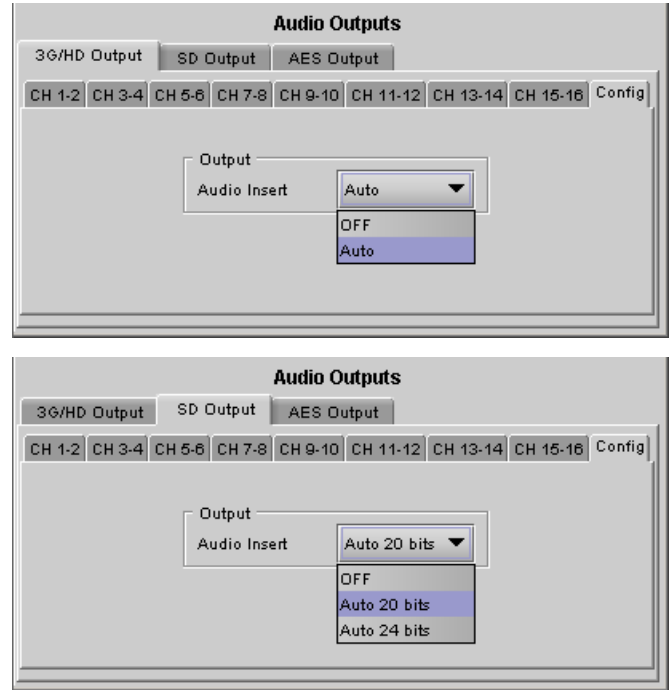 Audio Outputs
3G/HD Output SD Output AES Output
CH 1-2 CH 3-4 CH 5-6 CH 7-8 CH 9-10 CH 11-12 CH 13-14 CH 15-16 Config
Output
Audio Insert Auto
OFF
Auto
Audio Outputs
3G/HD Output SD Output AES Output
CH 1-2 CH 3-4 CH 5-6 CH 7-8 CH 9-10 CH 11-12 CH 13-14 CH 15-16 Config
Output
Audio Insert Auto 20 bits
OFF
Auto 20 bits
Auto 24 bits